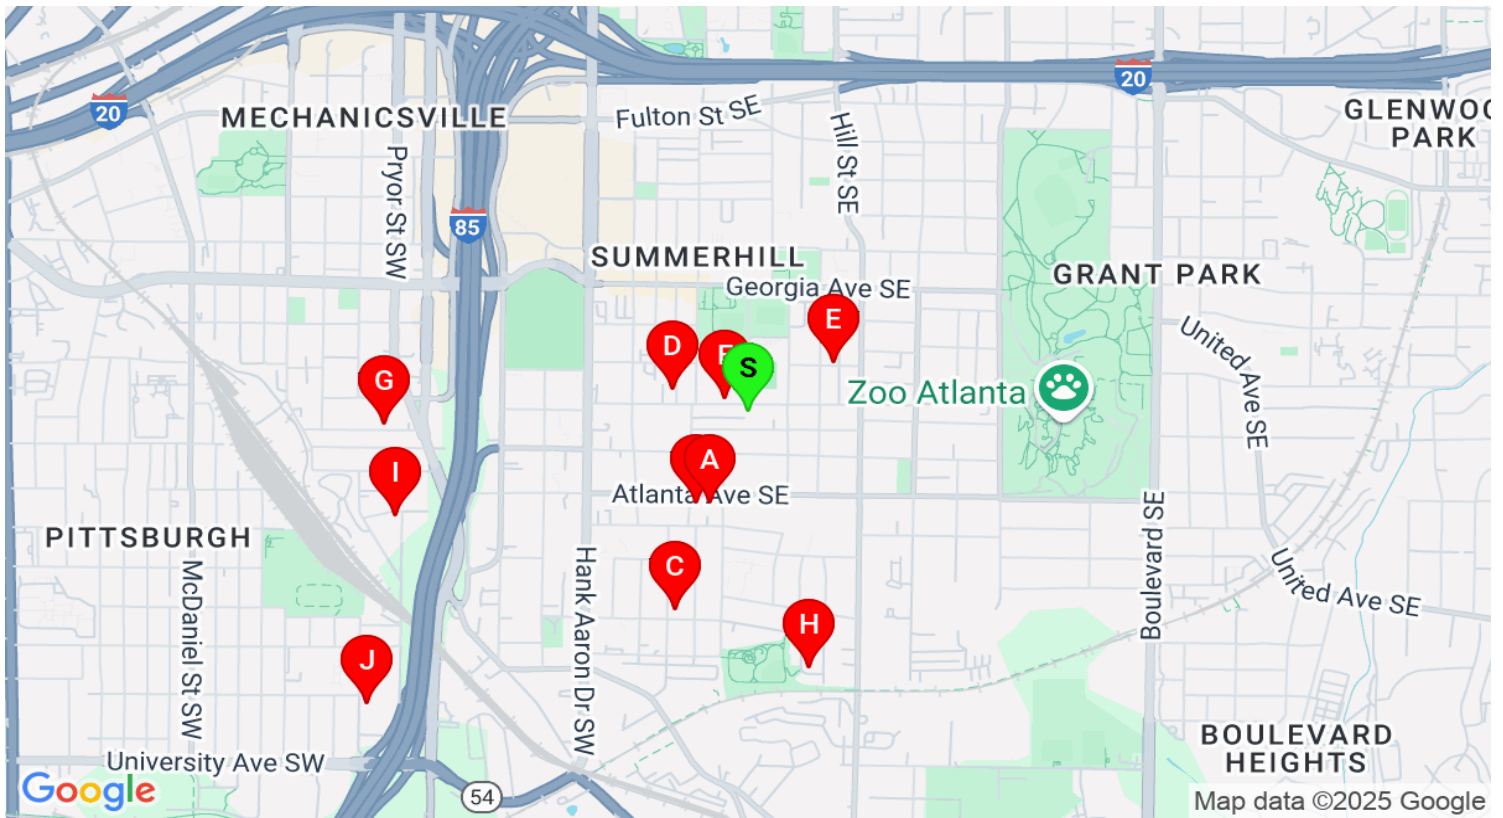 20
MECHANICSVILLE
Fulton St SE
20
GLENWOO
PARK
Hill St SE
Pryor St SW
85
SUMMERHILL
Georgia Ave SE
GRANT PARK
E
D
S
G
Zoo Atlanta
United Ave SE
A
I
Atlanta Ave SE
PITTSBURGH
C
Hank Aaron Dr SW
McDaniel St SW
Boulevard SE
United Ave SE
H
J
BOULEVARD
HEIGHTS
University Ave SW
54
Google
Map data ©2025 Google